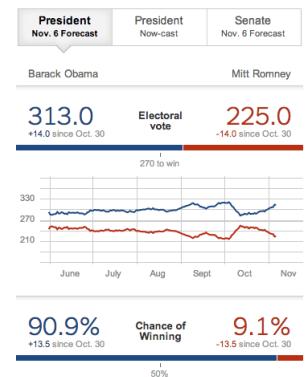 President President Senate
Nov. 6 Forecast Now-cast Nov. 6 Forecast
Barack Obama Mitt Romney
313.0 Electoral vote 225.0
+14.0 since Oct. 30 -14.0 since Oct. 30
270 to win
330
270
210
June July Aug Sept Oct Nov
90.9% Chance of Winning 9.1%
+13.5 since Oct. 30 -13.5 since Oct. 30
50%